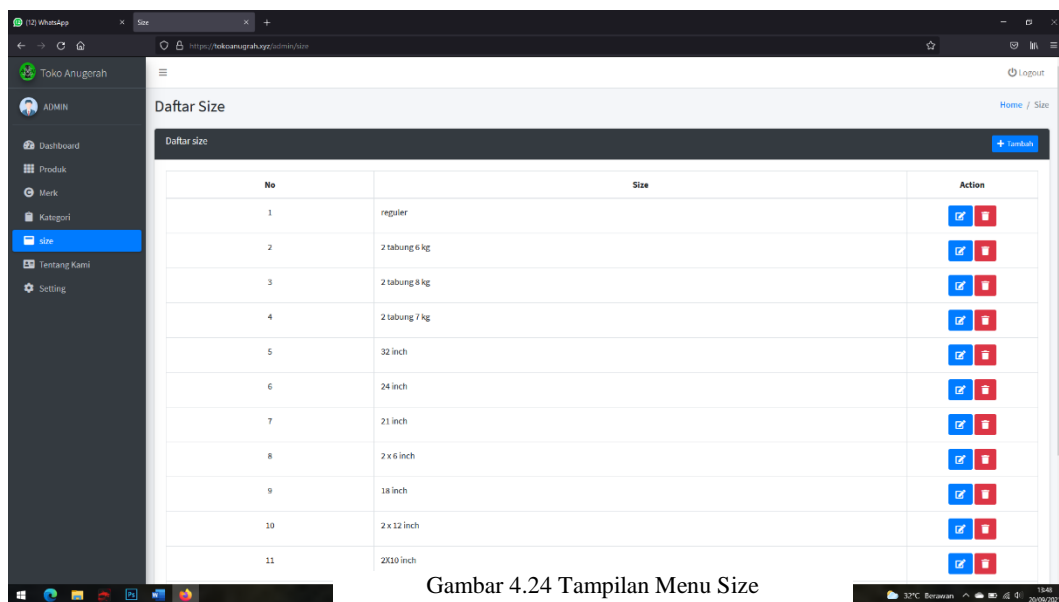 (12) WhatsApp
Size
https://tokoanugrah.xyz/admin/size
Toko Anugerah
Logout
ADMIN
Daftar Size
Home / Size
Dashboard
Daftar size
Tambah
Produk
Merk
Kategori
size
Tentang Kami
Setting
No Size Action
1 reguler
2 2 tabung 6 kg
3 2 tabung 8 kg
4 2 tabung 7 kg
5 32 inch
6 24 inch
7 21 inch
8 2 x 6 inch
9 18 inch
10 2 x 12 inch
11 2X10 inch
Gambar 4.24 Tampilan Menu Size
32°C Berawan
13:48